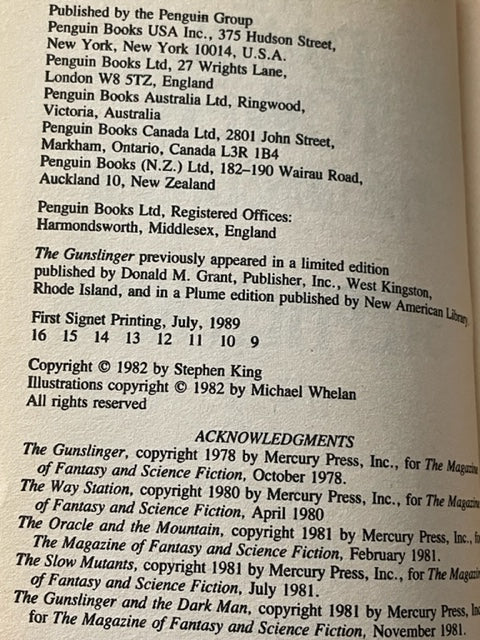 Published by the Penguin Group
Penguin Books USA Inc., 375 Hudson Street,
New York, New York 10014, U.S.A.
Penguin Books Ltd, 27 Wrights Lane,
London W8 5TZ, England
Penguin Books Australia Ltd, Ringwood,
Victoria, Australia
Penguin Books Canada Ltd, 2801 John Street,
Markham, Ontario, Canada L3R 1B4
Penguin Books (N.Z.) Ltd, 182–190 Wairau Road,
Auckland 10, New Zealand
Penguin Books Ltd, Registered Offices:
Harmondsworth, Middlesex, England
The Gunslinger previously appeared in a limited edition
published by Donald M. Grant, Publisher, Inc., West Kingston,
Rhode Island, and in a Plume edition published by New American Library.
First Signet Printing, July, 1989
16 15 14 13 12 11 10 9
Copyright © 1982 by Stephen King
Illustrations copyright © 1982 by Michael Whelan
All rights reserved
ACKNOWLEDGMENTS
The Gunslinger, copyright 1978 by Mercury Press, Inc., for The Magazine
of Fantasy and Science Fiction, October 1978.
The Way Station, copyright 1980 by Mercury Press, Inc., for The Magazine
of Fantasy and Science Fiction, April 1980
The Oracle and the Mountain, copyright 1981 by Mercury Press, Inc., fo
The Magazine of Fantasy and Science Fiction, February 1981.
The Slow Mutants, copyright 1981 by Mercury Press, Inc., for The Magazin
of Fantasy and Science Fiction, July 1981.
The Gunslinger and the Dark Man, copyright 1981 by Mercury Press, Inc
for The Magazine of Fantasy and Science Fiction, November 1981.